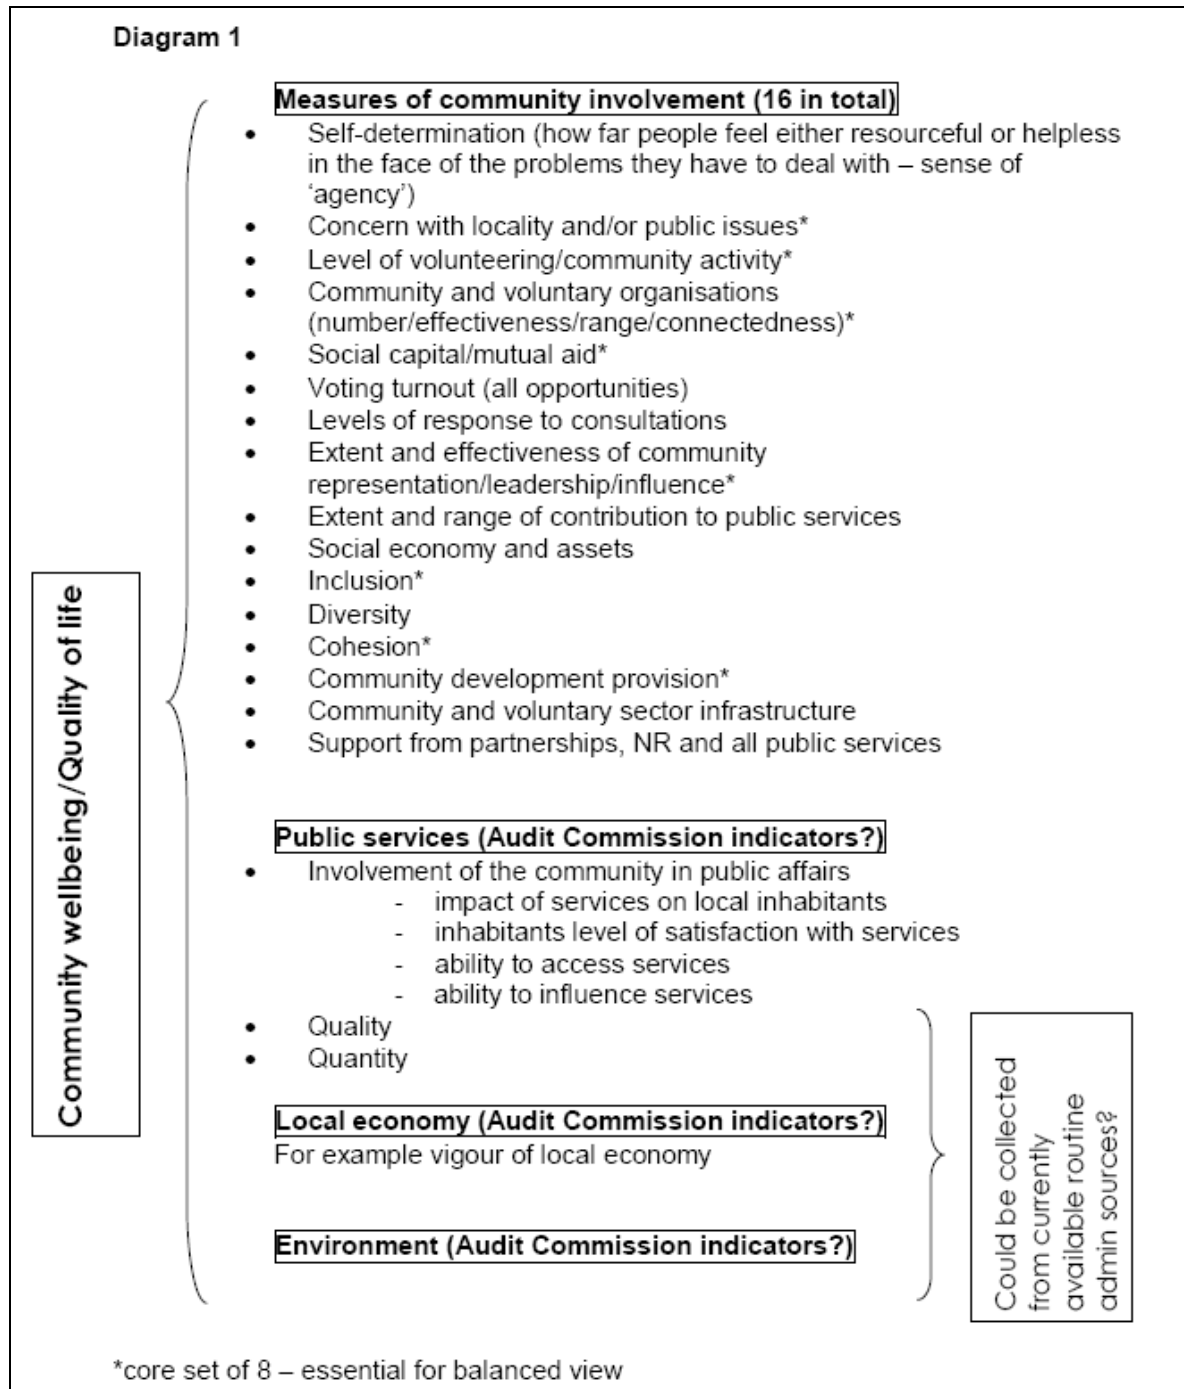 Diagram 1
Measures of community involvement (16 in total)
• Self-determination (how far people feel either resourceful or helpless
in the face of the problems they have to deal with – sense of
‘agency’)
• Concern with locality and/or public issues*
• Level of volunteering/community activity*
• Community and voluntary organisations
(number/effectiveness/range/connectedness)*
• Social capital/mutual aid*
• Voting turnout (all opportunities)
• Levels of response to consultations
• Extent and effectiveness of community
representation/leadership/influence*
• Extent and range of contribution to public services
• Social economy and assets
• Inclusion*
• Diversity
• Cohesion*
• Community development provision*
• Community and voluntary sector infrastructure
• Support from partnerships, NR and all public services
Community wellbeing/Quality of life
Public services (Audit Commission indicators?)
• Involvement of the community in public affairs
- impact of services on local inhabitants
- inhabitants level of satisfaction with services
- ability to access services
- ability to influence services
• Quality
• Quantity
Local economy (Audit Commission indicators?)
For example vigour of local economy
Environment (Audit Commission indicators?)
Could be collected
from currently
available routine
admin sources?
*core set of 8 – essential for balanced view